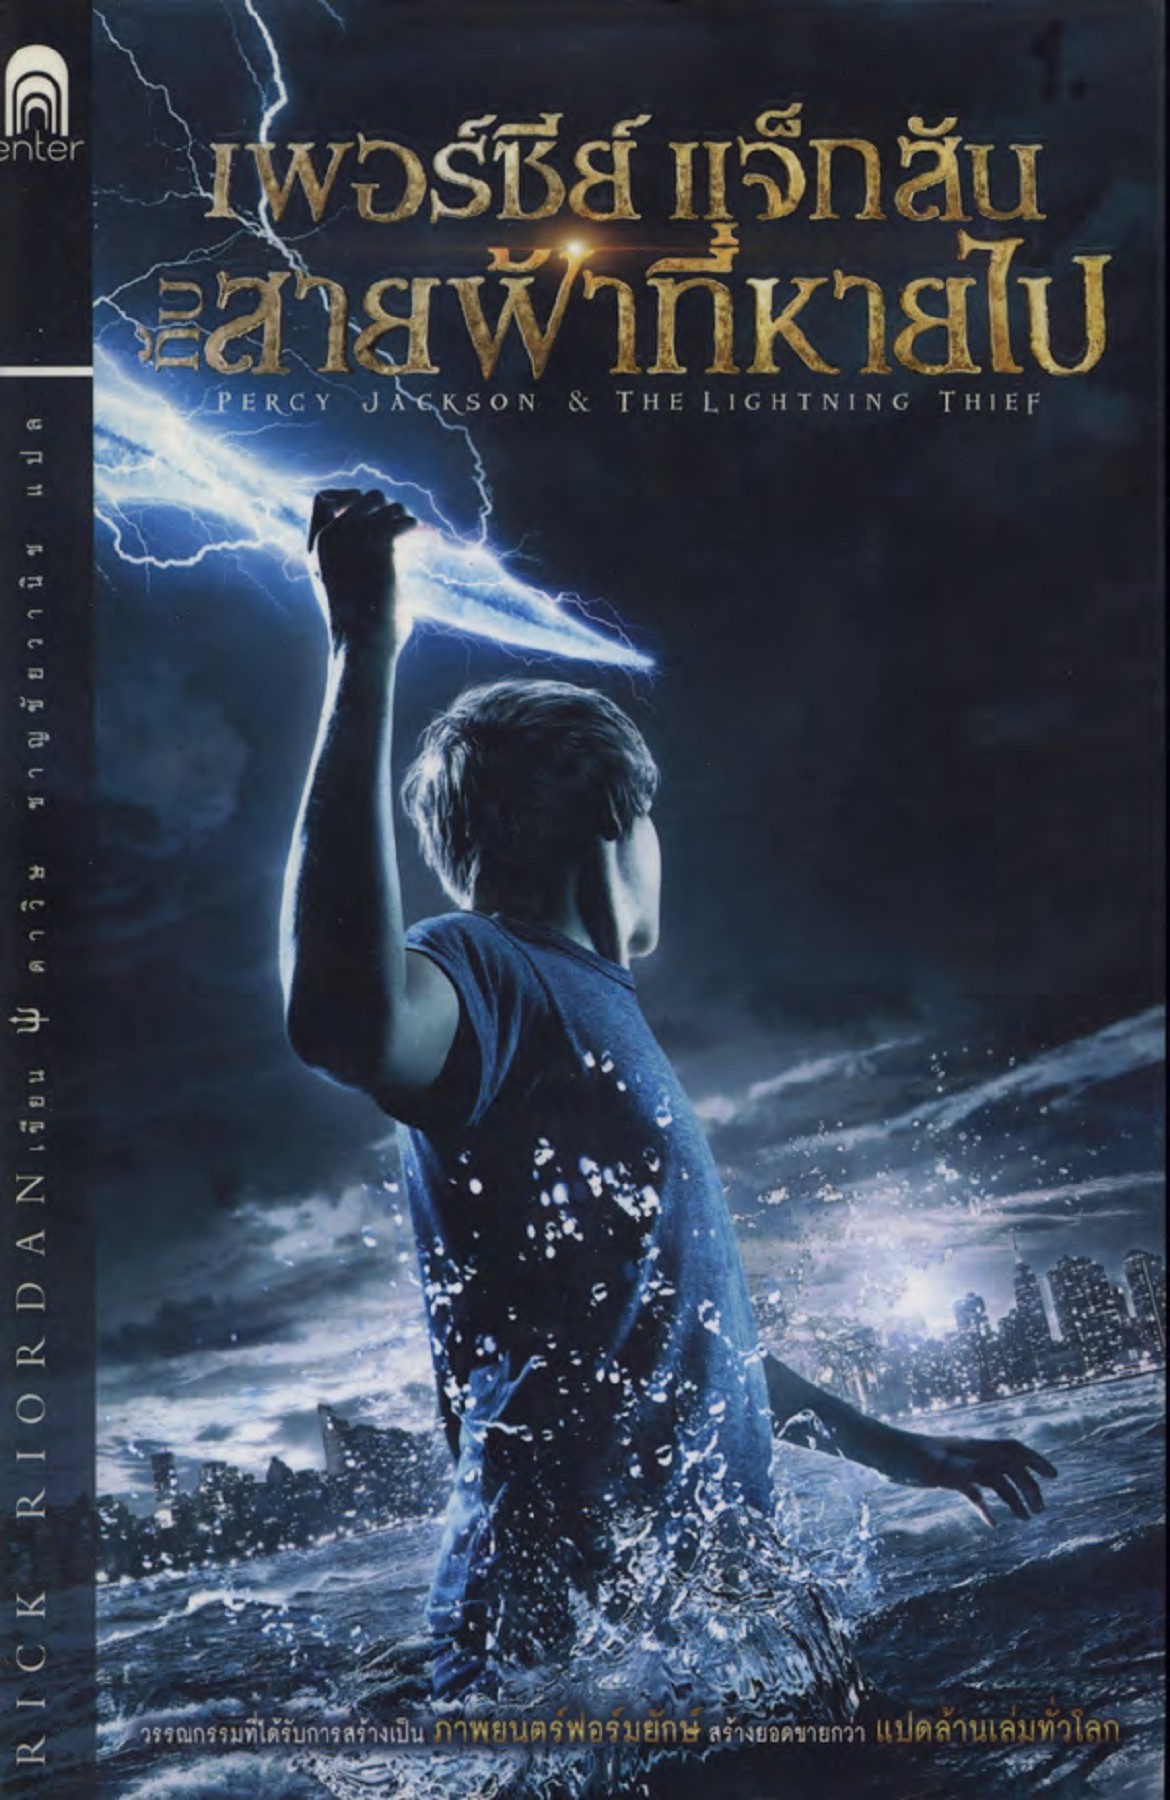 enter
เพอร์ซีย์ แจ็กสัน
กับสายฟ้าที่หายไป
PERCY JACKSON & THE LIGHTNING THIEF
RICK RIORDAN เขียน ดาวิษ ชาญชัยวานิช แปล
วรรณกรรมที่ได้รับการสร้างเป็น ภาพยนตร์ฟอร์มยักษ์ สร้างยอดขายกว่า แปดล้านเล่มทั่วโลก